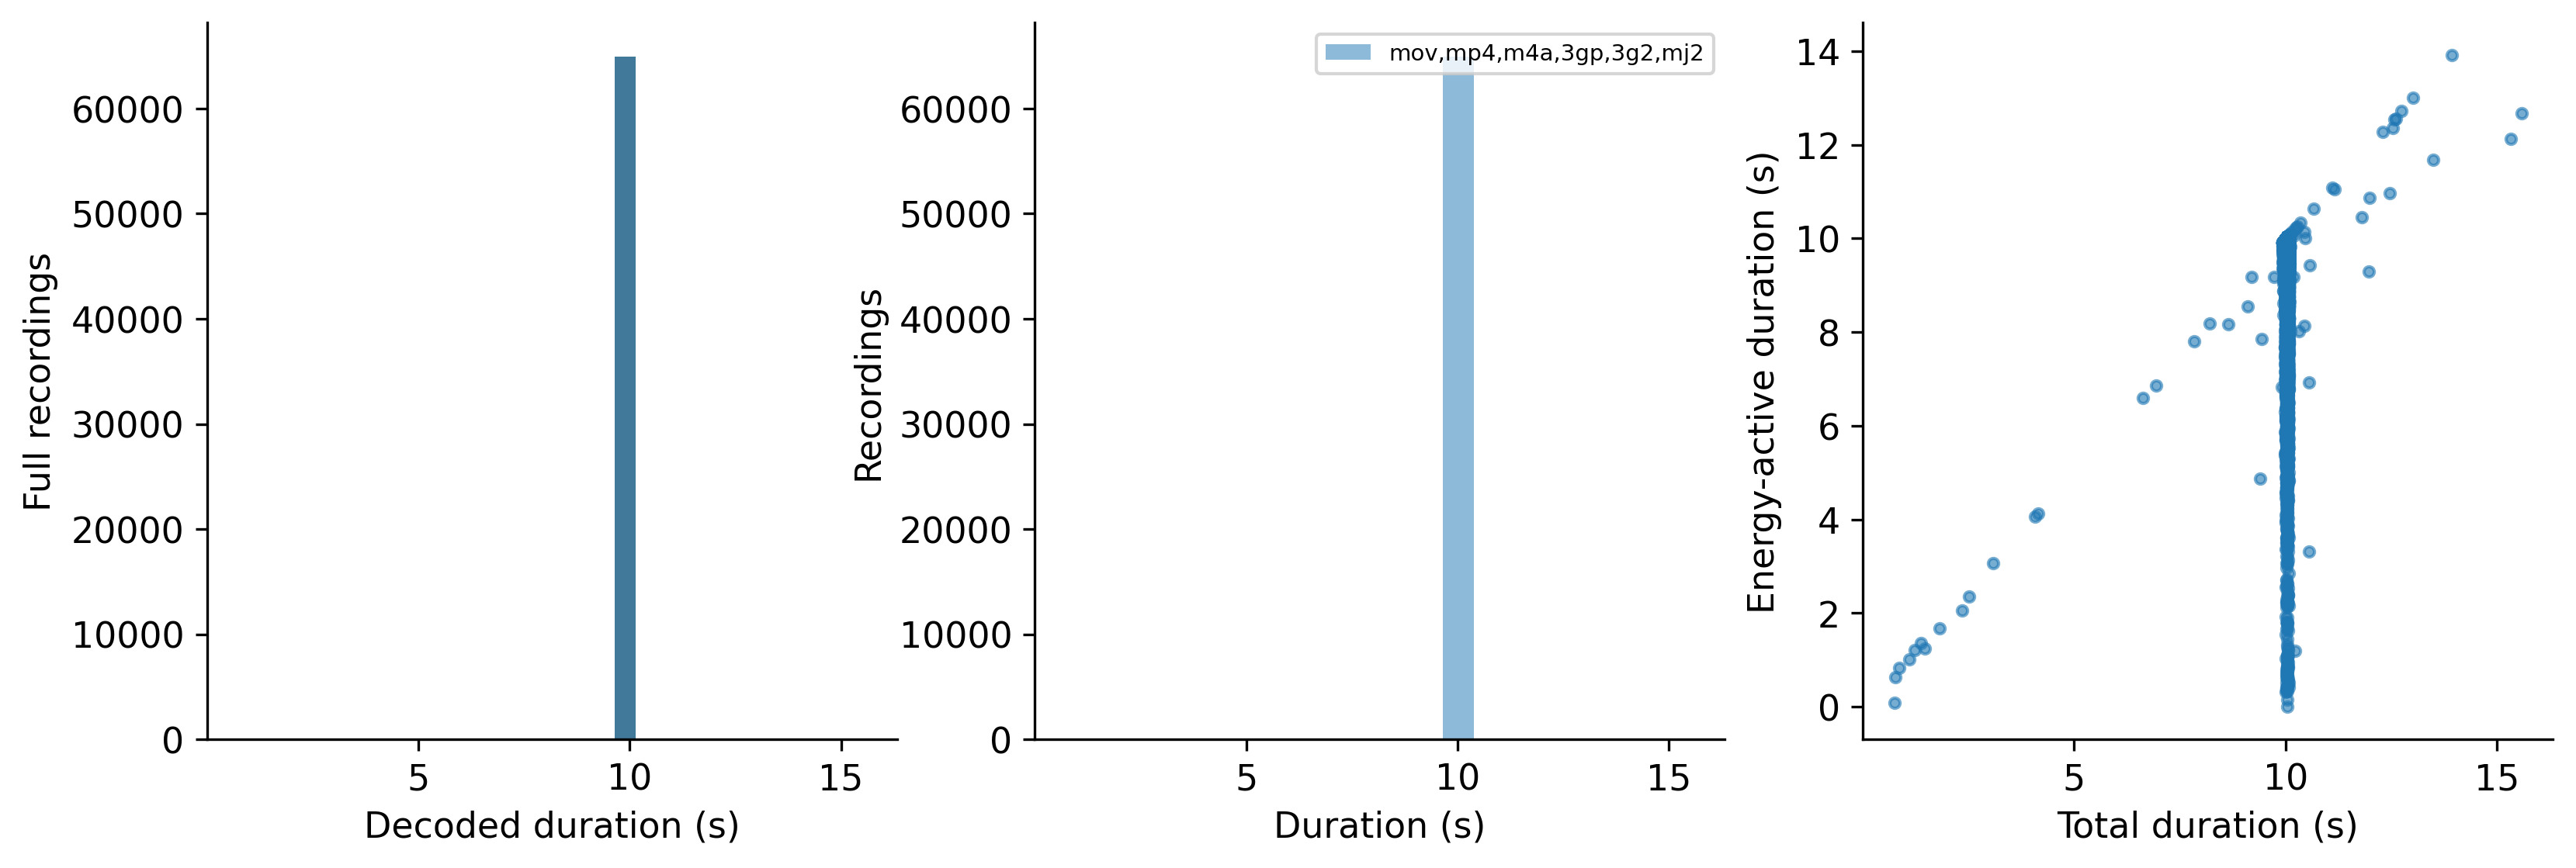 Full recordings
60000
50000
40000
30000
20000
10000
0
5 10 15
Decoded duration (s)
Recordings
60000
50000
40000
30000
20000
10000
0
mov,mp4,m4a,3gp,3g2,mj2
5 10 15
Duration (s)
Energy-active duration (s)
14
12
10
8
6
4
2
0
5 10 15
Total duration (s)